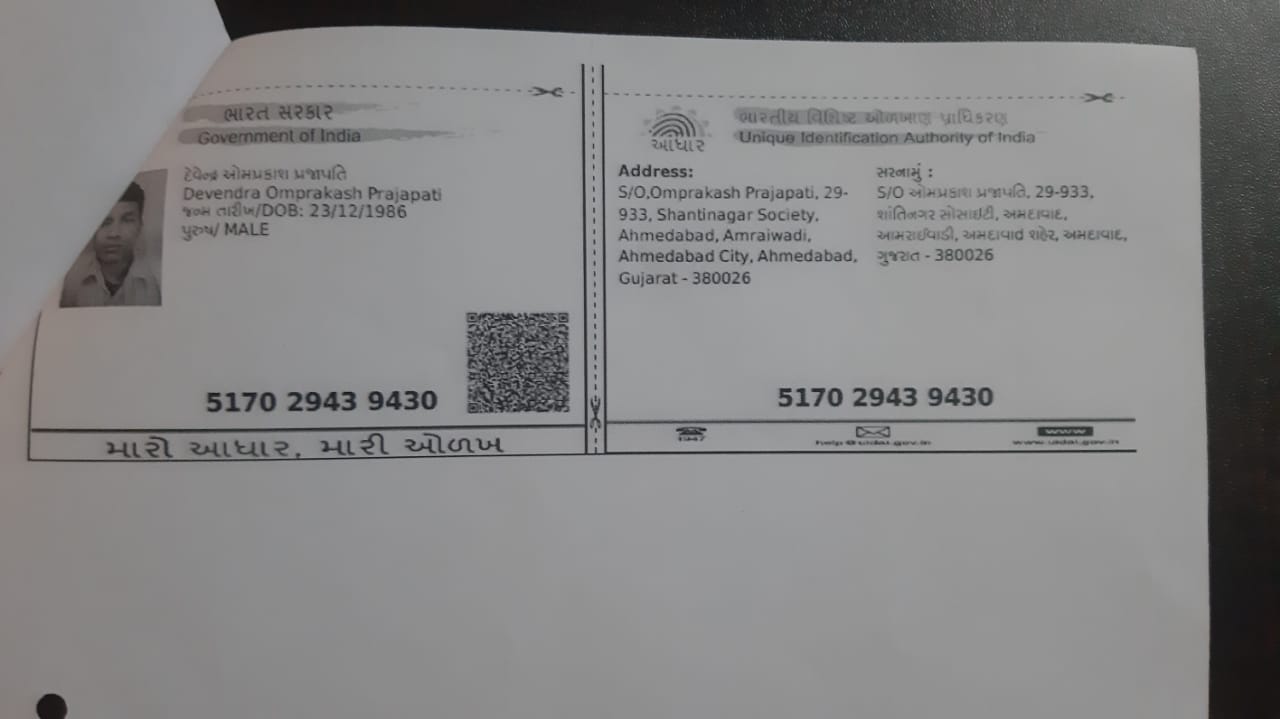 ભારત સરકાર
Government of India
દેવેન્દ્ર ઓમપ્રકાશ પ્રજાપતિ
Devendra Omprakash Prajapati
જન્મ તારીખ/DOB: 23/12/1986
પુરુષ/ MALE
5170 2943 9430
મારો આધાર, મારી ઓળખ
ભારતીય વિશિષ્ટ ઓળખાણ પ્રાધિકરણ
Unique Identification Authority of India
આધાર
Address:
S/O,Omprakash Prajapati, 29-
933, Shantinagar Society,
Ahmedabad, Amraiwadi,
Ahmedabad City, Ahmedabad,
Gujarat - 380026
સરનામું :
S/O ઓમપ્રકાશ પ્રજાપતિ, 29-933,
શાંતિનગર સોસાઇટી, અમદાવાદ,
આમરાઈવાડી, અમદાવાદ શહેર, અમદાવાદ,
ગુજરાત - 380026
5170 2943 9430
1947
help@uidai.gov.in
www
www.uidai.gov.in